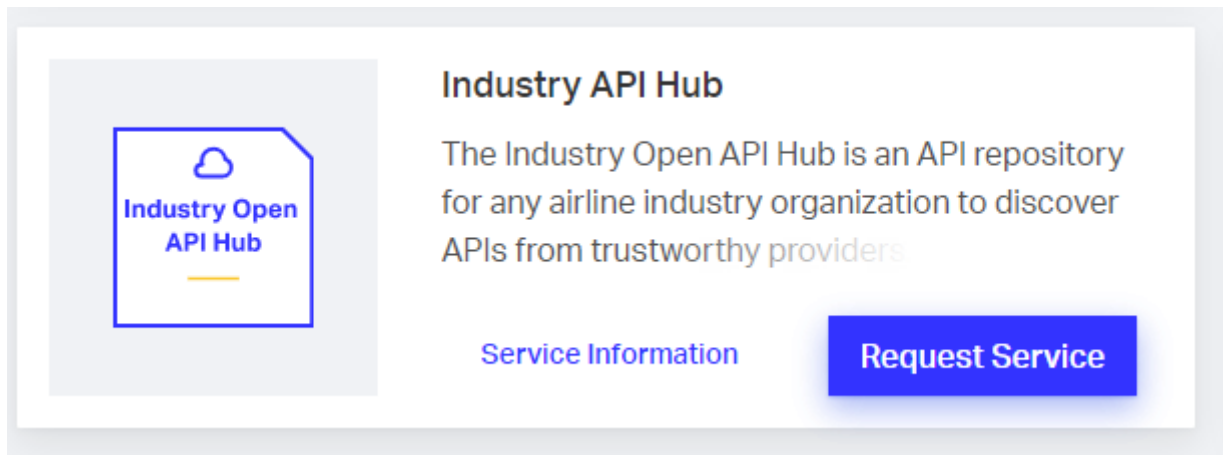 Industry Open
API Hub
Industry API Hub
The Industry Open API Hub is an API repository
for any airline industry organization to discover
APIs from trustworthy providers
Service Information
Request Service